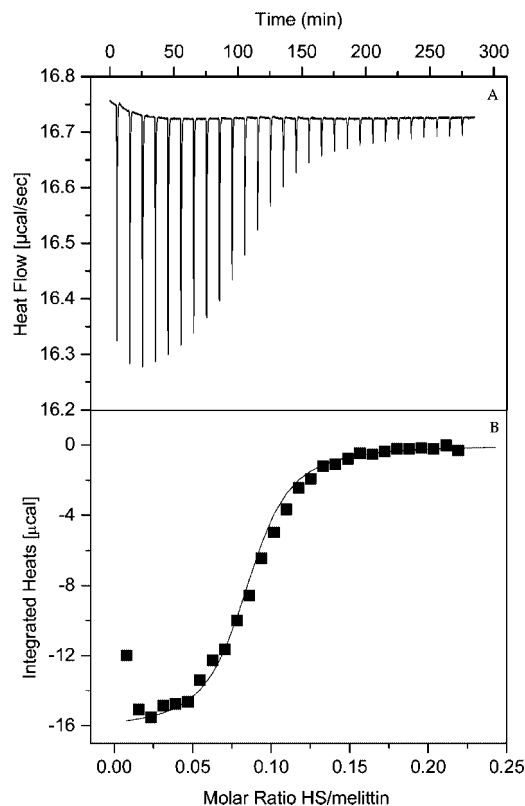 Time (min)
0 50 100 150 200 250 300
A
16.8
16.7
16.6
16.5
16.4
16.3
16.2
Heat Flow [µcal/sec]
B
0
-4
-8
-12
-16
Integrated Heats [µcal]
0.00 0.05 0.10 0.15 0.20 0.25
Molar Ratio HS/melittin